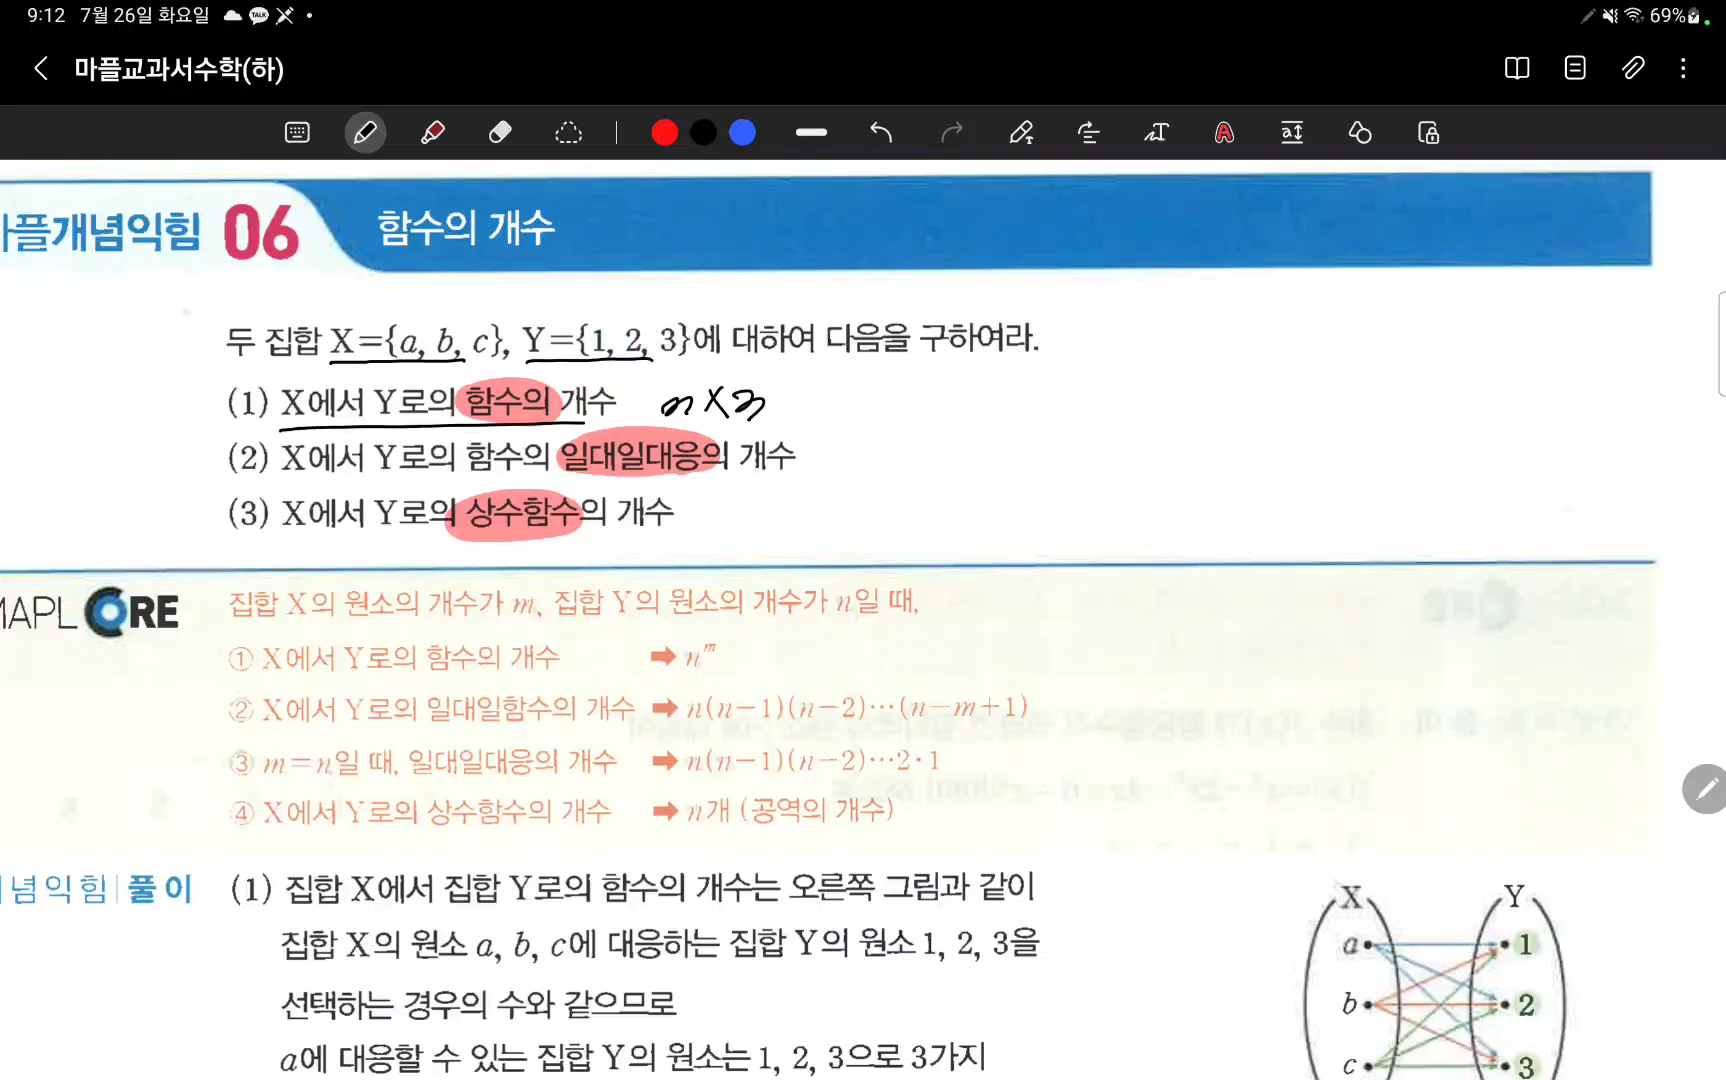 9:12 7월 26일 화요일
69%
마플교과서수학(하)
마플개념익힘 06 함수의 개수
두 집합 X={a, b, c}, Y={1, 2, 3}에 대하여 다음을 구하여라.
(1) X에서 Y로의 함수의 개수
(2) X에서 Y로의 함수의 일대일대응의 개수
(3) X에서 Y로의 상수함수의 개수
MAPL CORE
집합 X의 원소의 개수가 m, 집합 Y의 원소의 개수가 n일 때,
① X에서 Y로의 함수의 개수 ➡ n^m
② X에서 Y로의 일대일함수의 개수 ➡ n(n-1)(n-2)⋯(n-m+1)
③ m=n일 때, 일대일대응의 개수 ➡ n(n-1)(n-2)⋯2·1
④ X에서 Y로의 상수함수의 개수 ➡ n개 (공역의 개수)
념익힘 | 풀이
(1) 집합 X에서 집합 Y로의 함수의 개수는 오른쪽 그림과 같이
집합 X의 원소 a, b, c에 대응하는 집합 Y의 원소 1, 2, 3을
선택하는 경우의 수와 같으므로
a에 대응할 수 있는 집합 Y의 원소는 1, 2, 3으로 3가지
X Y
a 1
b 2
c 3